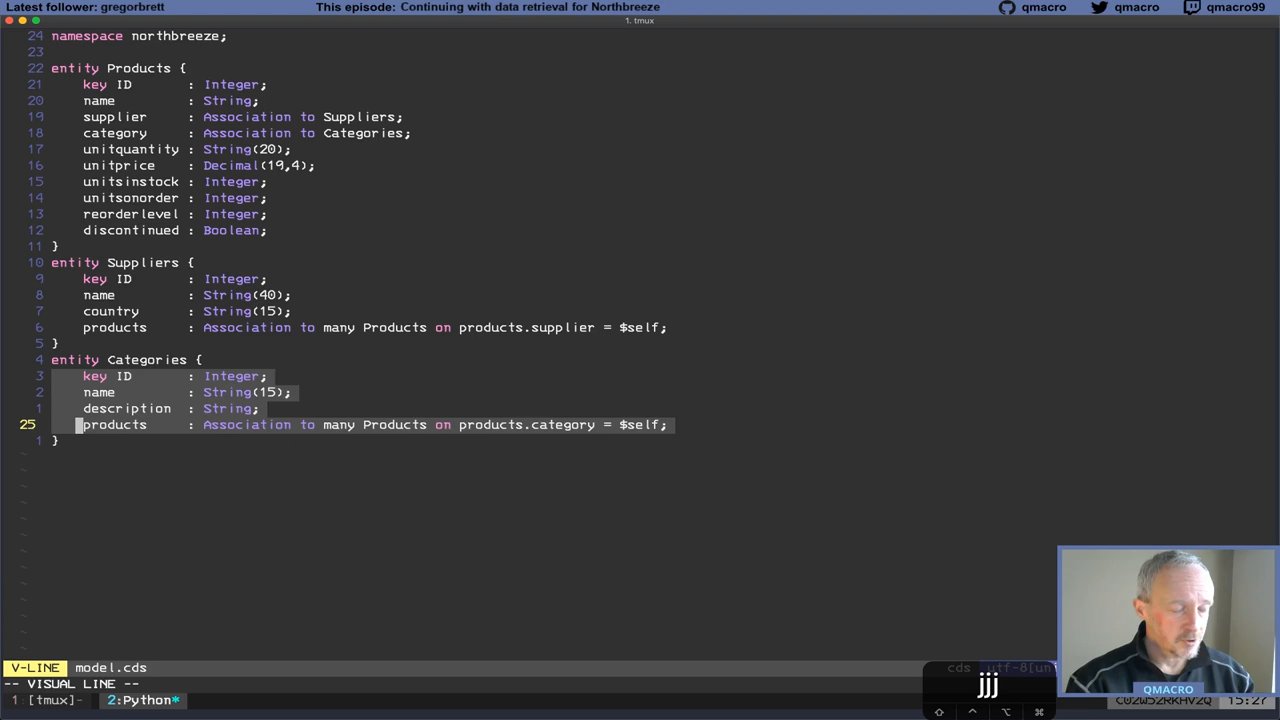 Latest follower: gregorbrett This episode: Continuing with data retrieval for Northbreeze qmacro qmacro qmacro99
1. tmux
24 namespace northbreeze;
23
22 entity Products {
21 key ID : Integer;
20 name : String;
19 supplier : Association to Suppliers;
18 category : Association to Categories;
17 unitquantity : String(20);
16 unitprice : Decimal(19,4);
15 unitsinstock : Integer;
14 unitsonorder : Integer;
13 reorderlevel : Integer;
12 discontinued : Boolean;
11 }
10 entity Suppliers {
9 key ID : Integer;
8 name : String(40);
7 country : String(15);
6 products : Association to many Products on products.supplier = $self;
5 }
4 entity Categories {
3 key ID : Integer;
2 name : String(15);
1 description : String;
25 products : Association to many Products on products.category = $self;
1 }
~
~
~
~
~
~
~
~
~
~
~
~
~
V-LINE model.cds cds utf-8[un
-- VISUAL LINE --
jjj
QMACRO
1:[tmux]- 2:Python* 15:27